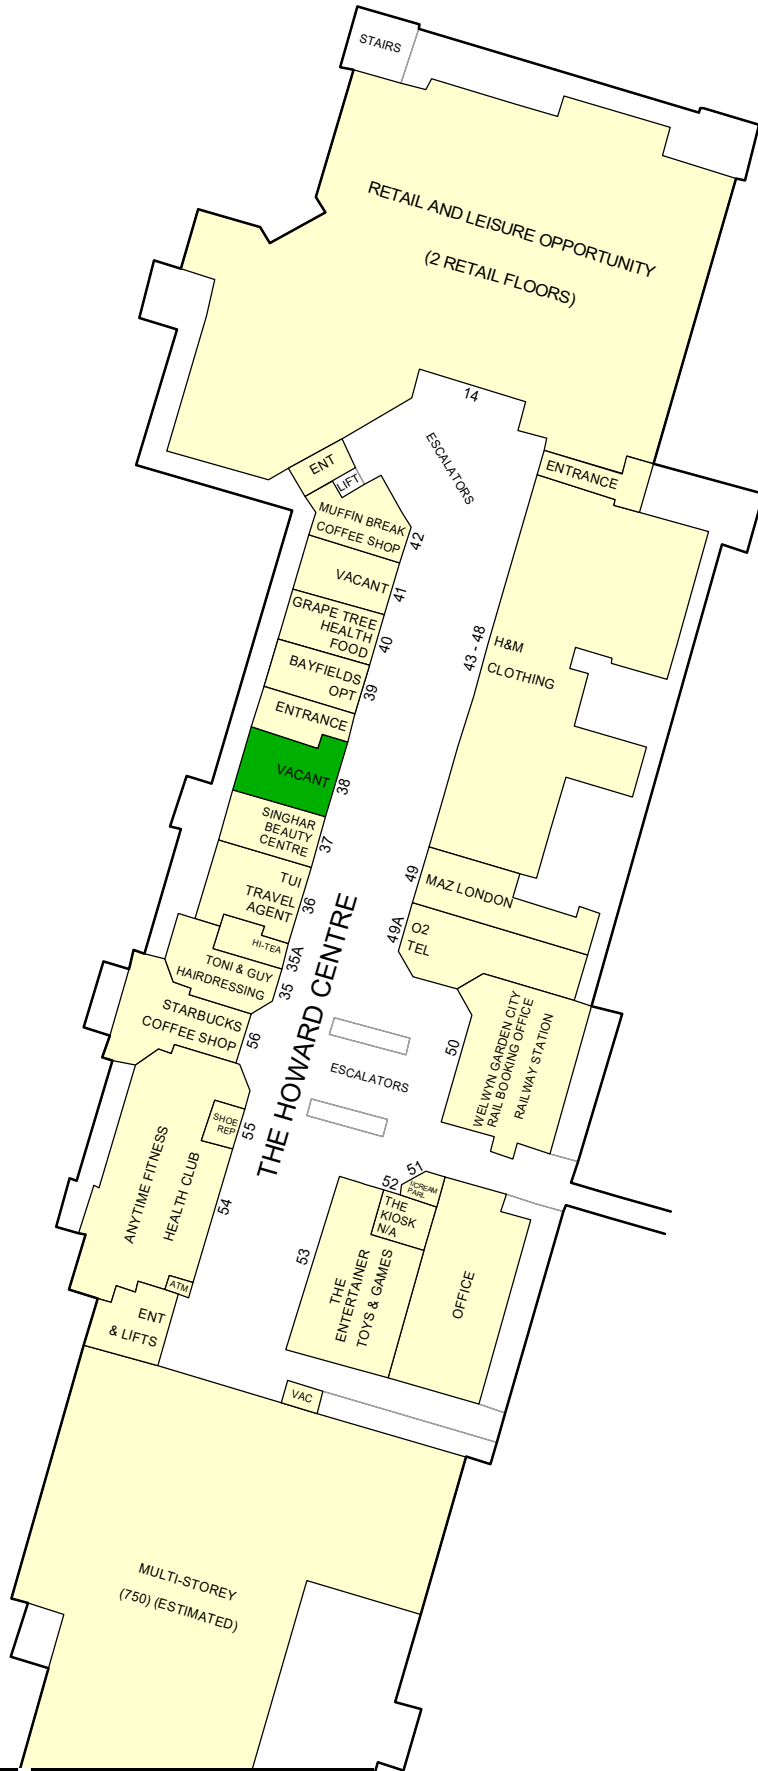 STAIRS
RETAIL AND LEISURE OPPORTUNITY
(2 RETAIL FLOORS)
14
ESCALATORS
ENT
LIFT
ENTRANCE
MUFFIN BREAK
COFFEE SHOP
42
VACANT
41
GRAPE TREE
HEALTH
FOOD
40
43 - 48
H&M
CLOTHING
BAYFIELDS
OPT
39
ENTRANCE
VACANT
38
SINGHAR
BEAUTY
CENTRE
37
TUI
TRAVEL
AGENT
36
49
MAZ LONDON
49A
O2
TEL
HI-TEA
35A
TONI & GUY
HAIRDRESSING
35
STARBUCKS
COFFEE SHOP
56
THE HOWARD CENTRE
ESCALATORS
50
WELWYN GARDEN CITY
RAIL BOOKING OFFICE
RAILWAY STATION
SHOE
REP
55
ANYTIME FITNESS
HEALTH CLUB
54
51
I/CREAM
PARL
52
THE
KIOSK
N/A
53
THE
ENTERTAINER
TOYS & GAMES
OFFICE
ATM
ENT
& LIFTS
VAC
MULTI-STOREY
(750) (ESTIMATED)